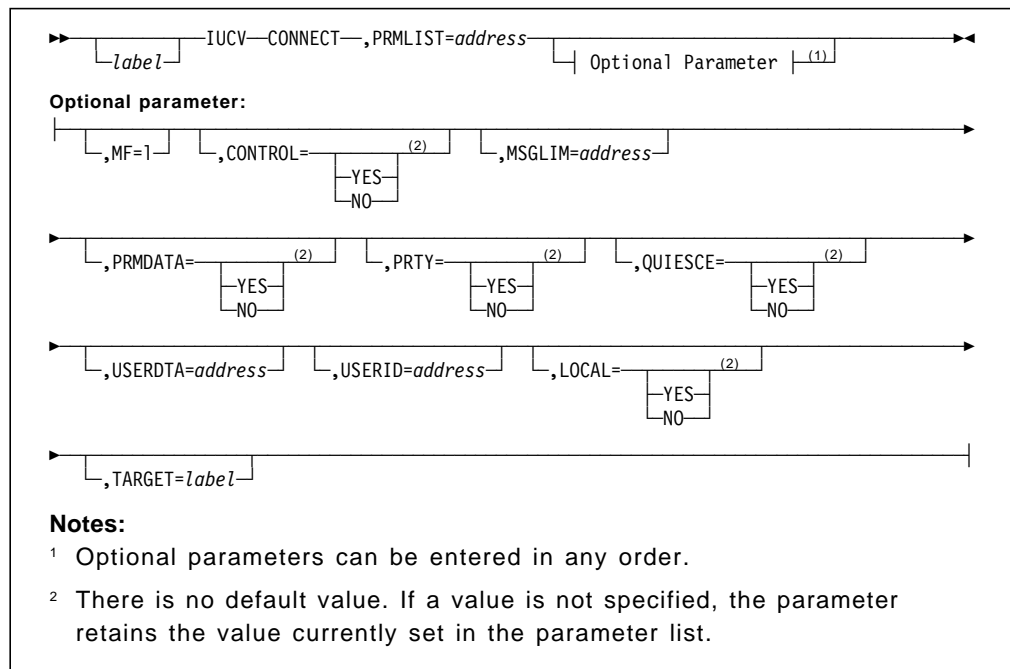 IUCV CONNECT ,PRMLIST=address
label Optional Parameter (1)
Optional parameter:
,MF=l ,CONTROL= (2) ,MSGLIM=address
YES
NO
,PRMDATA= (2) ,PRTY= (2) ,QUIESCE= (2)
YES YES YES
NO NO NO
,USERDTA=address ,USERID=address ,LOCAL= (2)
YES
NO
,TARGET=label
Notes:
1 Optional parameters can be entered in any order.
2 There is no default value. If a value is not specified, the parameter
retains the value currently set in the parameter list.